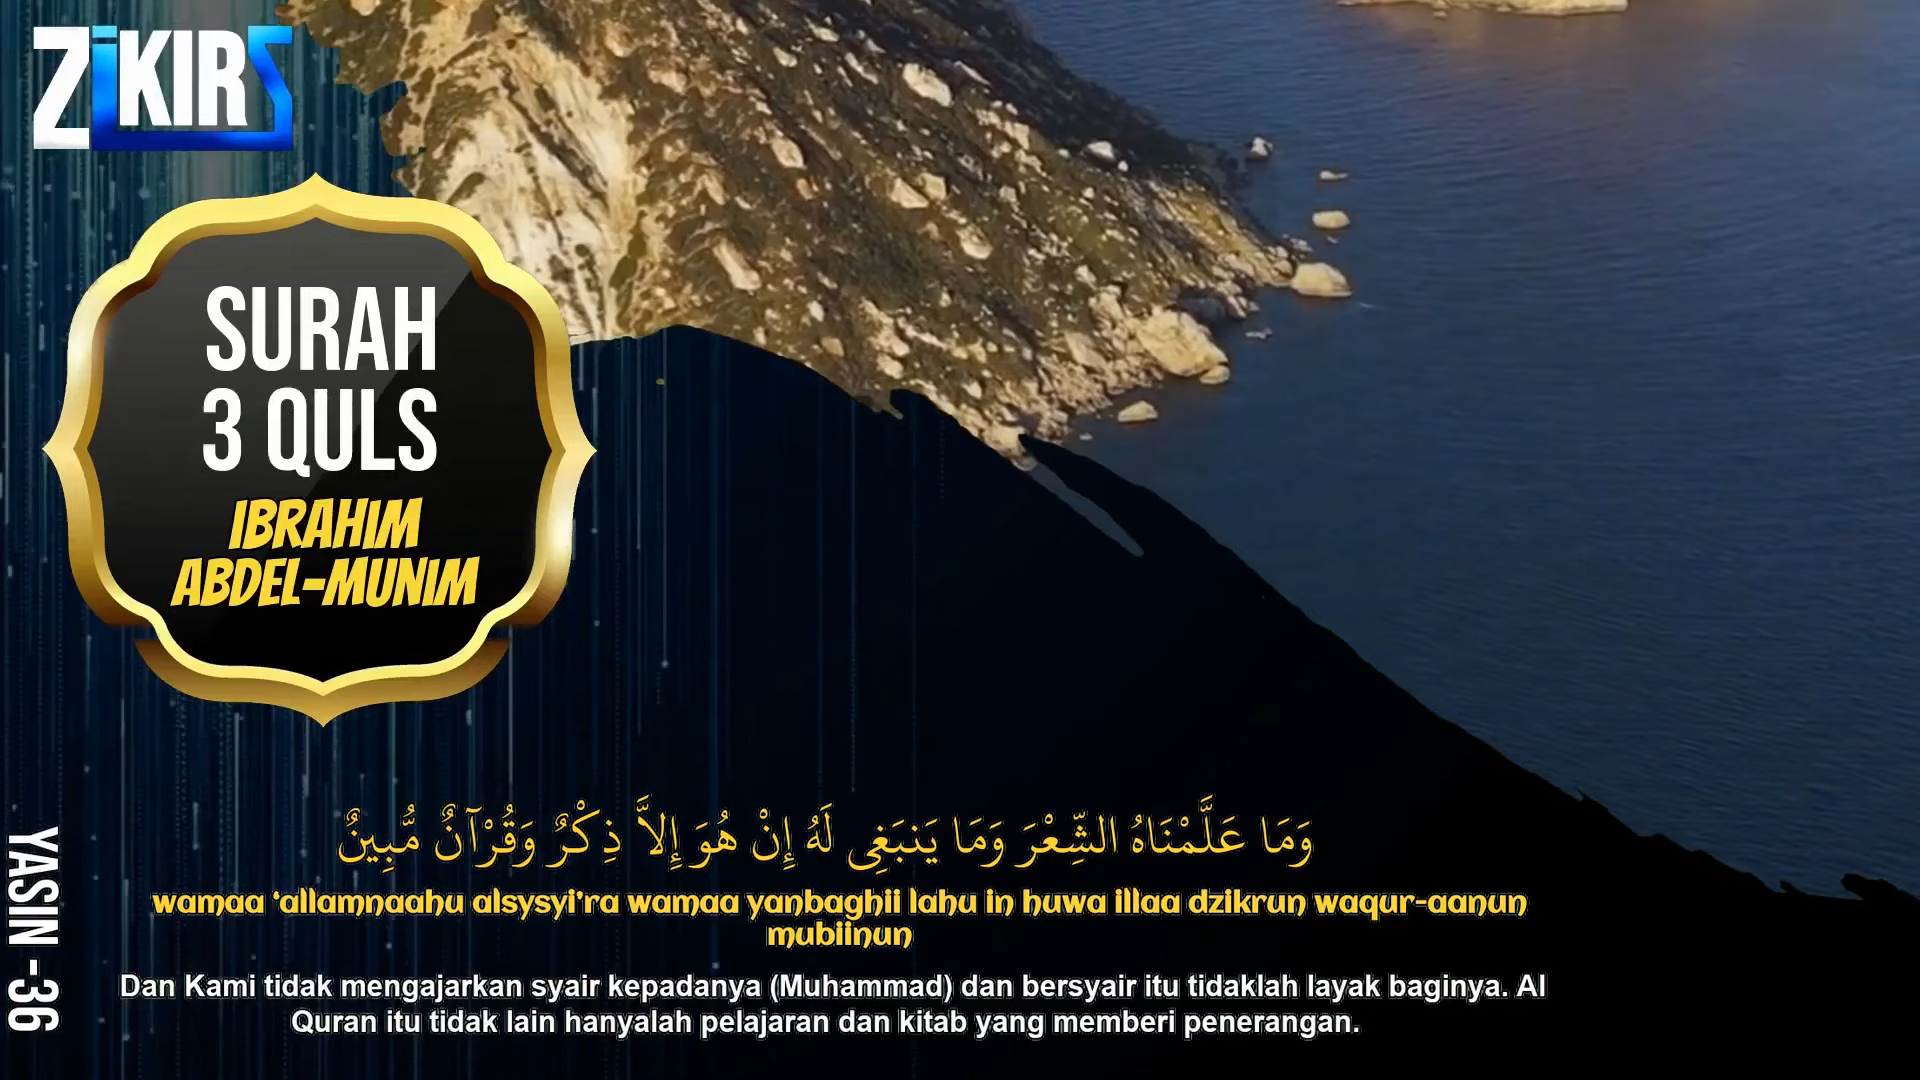 ZiKIRS
SURAH
3 QULS
IBRAHIM
ABDEL-MUNIM
YASIN -36
وَمَا عَلَّمْنَاهُ الشِّعْرَ وَمَا يَنبَغِى لَهُ إِنْ هُوَ إِلاَّ ذِكْرٌ وَقُرْآنٌ مُّبِينٌ
wamaa ‘allamnaahu alsysyi’ra wamaa yanbaghii lahu in huwa illaa dzikrun waqur-aanun
mubiinun
Dan Kami tidak mengajarkan syair kepadanya (Muhammad) dan bersyair itu tidaklah layak baginya. Al
Quran itu tidak lain hanyalah pelajaran dan kitab yang memberi penerangan.